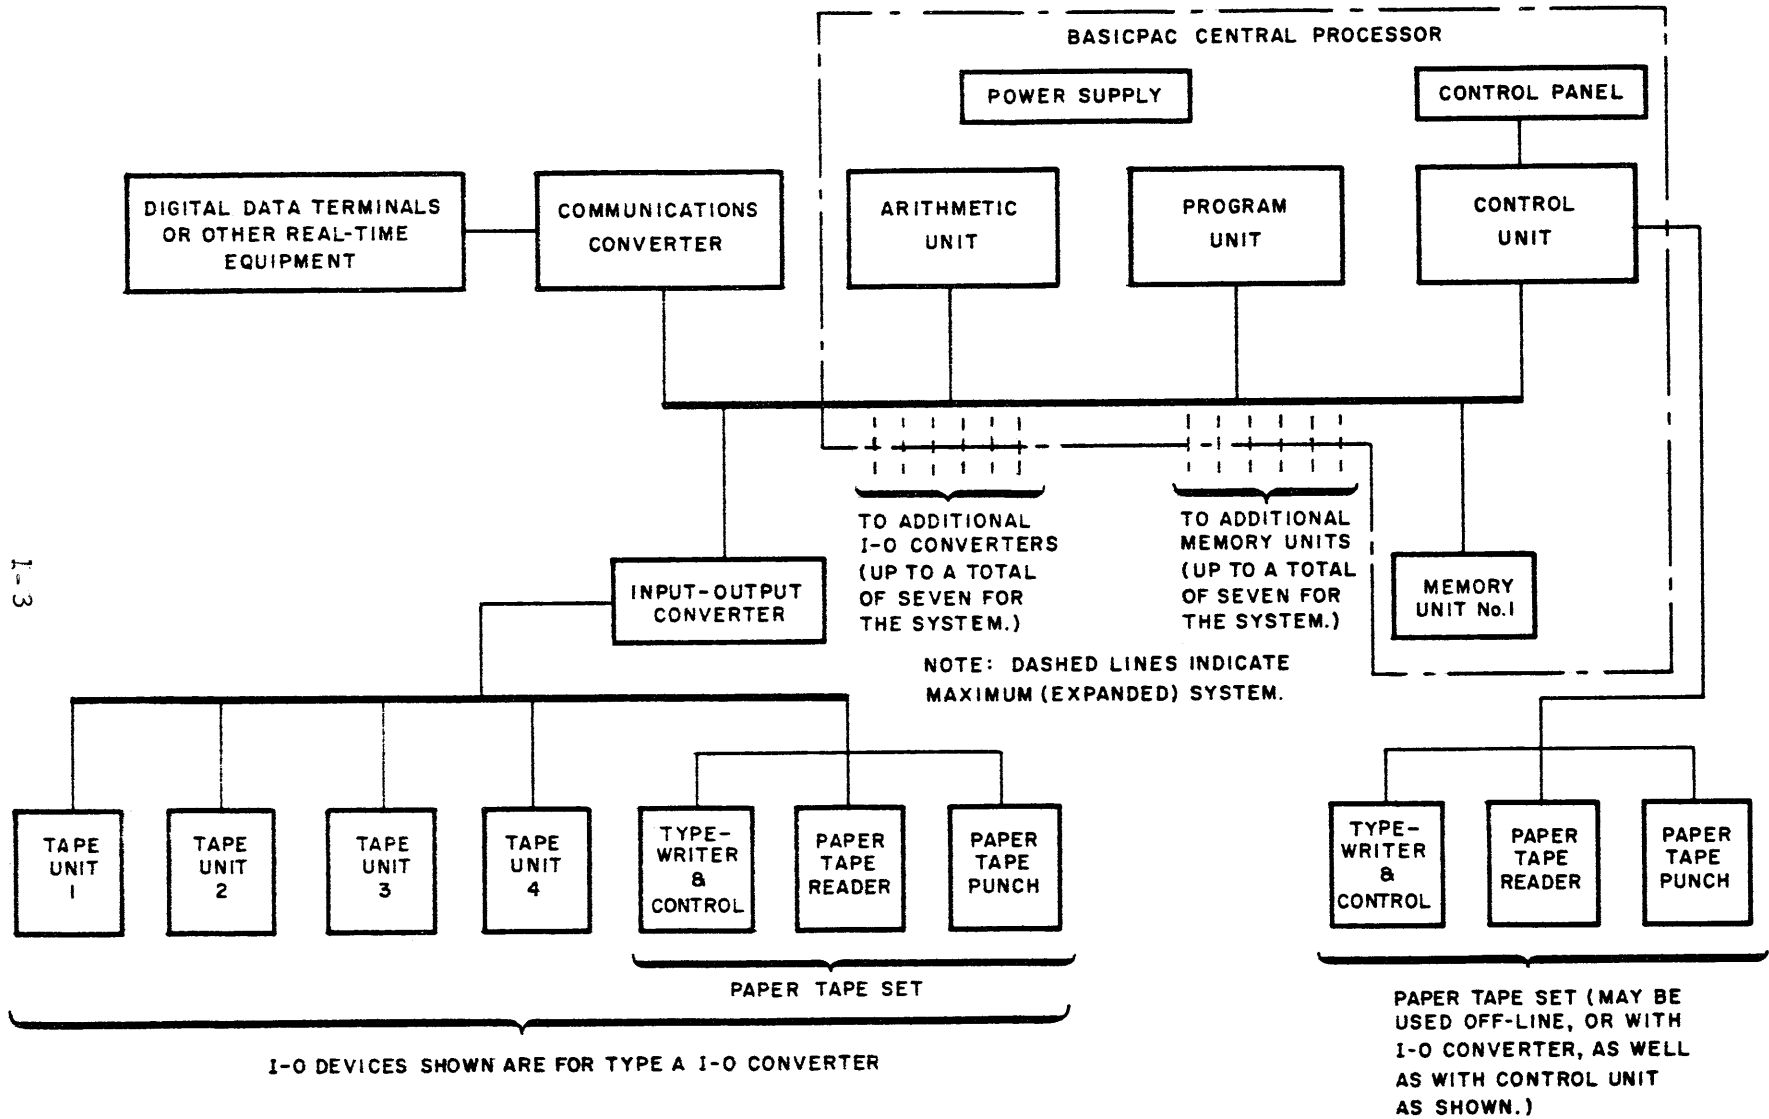 BASICPAC CENTRAL PROCESSOR
POWER SUPPLY
CONTROL PANEL
DIGITAL DATA TERMINALS
OR OTHER REAL-TIME
EQUIPMENT
COMMUNICATIONS
CONVERTER
ARITHMETIC
UNIT
PROGRAM
UNIT
CONTROL
UNIT
TO ADDITIONAL
I-O CONVERTERS
(UP TO A TOTAL
OF SEVEN FOR
THE SYSTEM.)
TO ADDITIONAL
MEMORY UNITS
(UP TO A TOTAL
OF SEVEN FOR
THE SYSTEM.)
INPUT-OUTPUT
CONVERTER
MEMORY
UNIT No.1
I-3
NOTE: DASHED LINES INDICATE
MAXIMUM (EXPANDED) SYSTEM.
TAPE
UNIT
1
TAPE
UNIT
2
TAPE
UNIT
3
TAPE
UNIT
4
TYPE-
WRITER
&
CONTROL
PAPER
TAPE
READER
PAPER
TAPE
PUNCH
TYPE-
WRITER
&
CONTROL
PAPER
TAPE
READER
PAPER
TAPE
PUNCH
PAPER TAPE SET
I-O DEVICES SHOWN ARE FOR TYPE A I-O CONVERTER
PAPER TAPE SET (MAY BE
USED OFF-LINE, OR WITH
I-O CONVERTER, AS WELL
AS WITH CONTROL UNIT
AS SHOWN.)